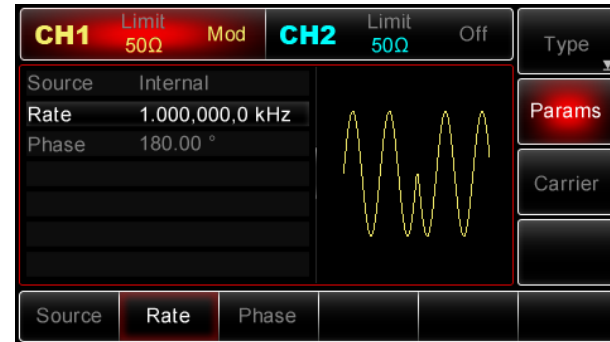 CH1 Limit 50Ω Mod CH2 Limit 50Ω Off
Type
Source Internal
Rate 1.000,000,0 kHz
Phase 180.00 °
Params
Carrier
Source Rate Phase